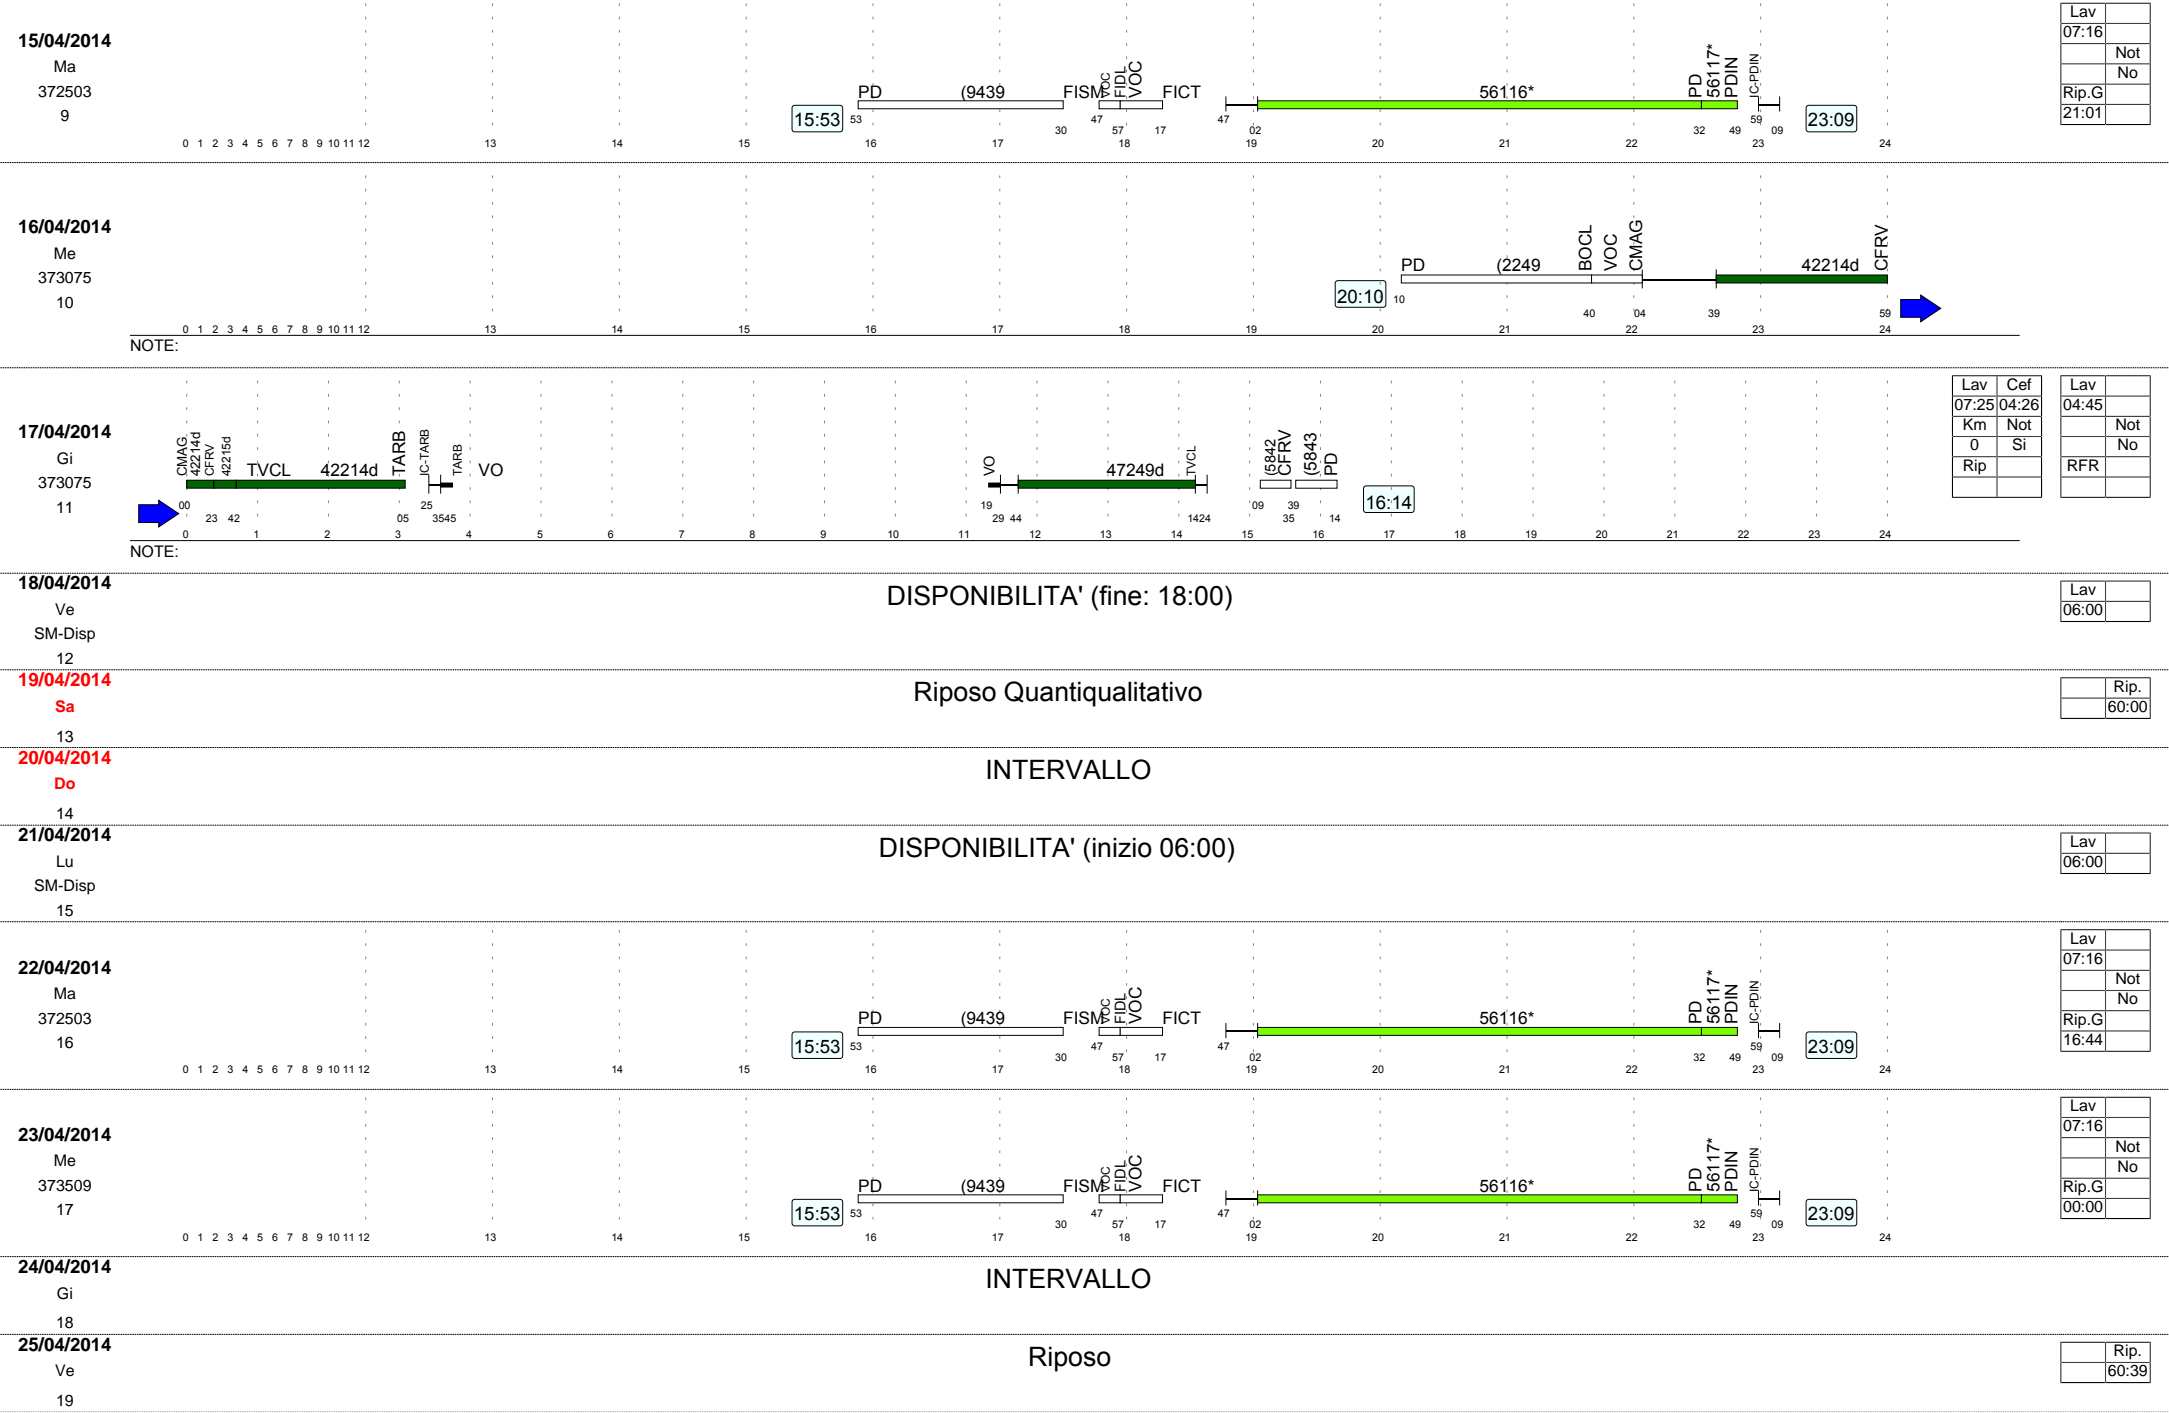 15/04/2014
Ma
372503
9
15:53
PD (9439 FISM VOC FIDL VOC FICT 56116* PD 56117* PDIN IC-PDIN
53 30 47 57 17 47 02 32 49 59 09
23:09
0 1 2 3 4 5 6 7 8 9 10 11 12 13 14 15 16 17 18 19 20 21 22 23 24
Lav
07:16
Not
No
Rip.G
21:01
16/04/2014
Me
373075
10
20:10
PD (2249 BOCL VOC CMAG 42214d CFRV
10 40 04 39 59
0 1 2 3 4 5 6 7 8 9 10 11 12 13 14 15 16 17 18 19 20 21 22 23 24
NOTE:
17/04/2014
Gi
373075
11
CMAG 42214d CFRV 42215d TVCL 42214d TARB IC-TARB TARB VO VO 47249d TVCL (5842 CFRV (5843 PD
00 23 42 05 25 3545 19 29 44 1424 09 35 39 14
16:14
0 1 2 3 4 5 6 7 8 9 10 11 12 13 14 15 16 17 18 19 20 21 22 23 24
NOTE:
Lav Cef
07:25 04:26
Km Not
0 Si
Rip
Lav
04:45
Not
No
RFR
18/04/2014
Ve
SM-Disp
12
DISPONIBILITA' (fine: 18:00)
Lav
06:00
19/04/2014
Sa
13
Riposo Quantiqualitativo
Rip.
60:00
20/04/2014
Do
14
INTERVALLO
21/04/2014
Lu
SM-Disp
15
DISPONIBILITA' (inizio 06:00)
Lav
06:00
22/04/2014
Ma
372503
16
15:53
PD (9439 FISM VOC FIDL VOC FICT 56116* PD 56117* PDIN IC-PDIN
53 30 47 57 17 47 02 32 49 59 09
23:09
0 1 2 3 4 5 6 7 8 9 10 11 12 13 14 15 16 17 18 19 20 21 22 23 24
Lav
07:16
Not
No
Rip.G
16:44
23/04/2014
Me
373509
17
15:53
PD (9439 FISM VOC FIDL VOC FICT 56116* PD 56117* PDIN IC-PDIN
53 30 47 57 17 47 02 32 49 59 09
23:09
0 1 2 3 4 5 6 7 8 9 10 11 12 13 14 15 16 17 18 19 20 21 22 23 24
Lav
07:16
Not
No
Rip.G
00:00
24/04/2014
Gi
18
INTERVALLO
25/04/2014
Ve
19
Riposo
Rip.
60:39